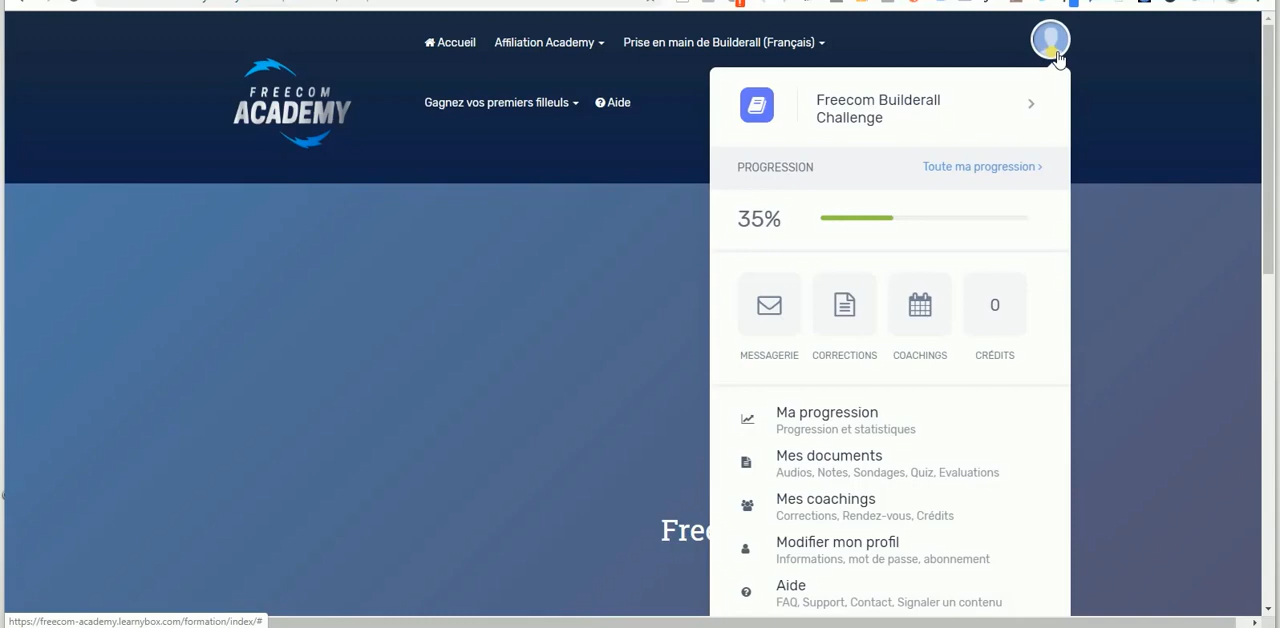 Accueil
Affiliation Academy
Prise en main de Builderall (Français)
FREECOM
ACADEMY
Gagnez vos premiers filleuls
Aide
Freecom Builderall
Challenge
PROGRESSION
Toute ma progression ›
35%
0
MESSAGERIE
CORRECTIONS
COACHINGS
CRÉDITS
Ma progression
Progression et statistiques
Mes documents
Audios, Notes, Sondages, Quiz, Evaluations
Mes coachings
Corrections, Rendez-vous, Crédits
Modifier mon profil
Informations, mot de passe, abonnement
Aide
FAQ, Support, Contact, Signaler un contenu
https://freecom-academy.learnybox.com/formation/index/#